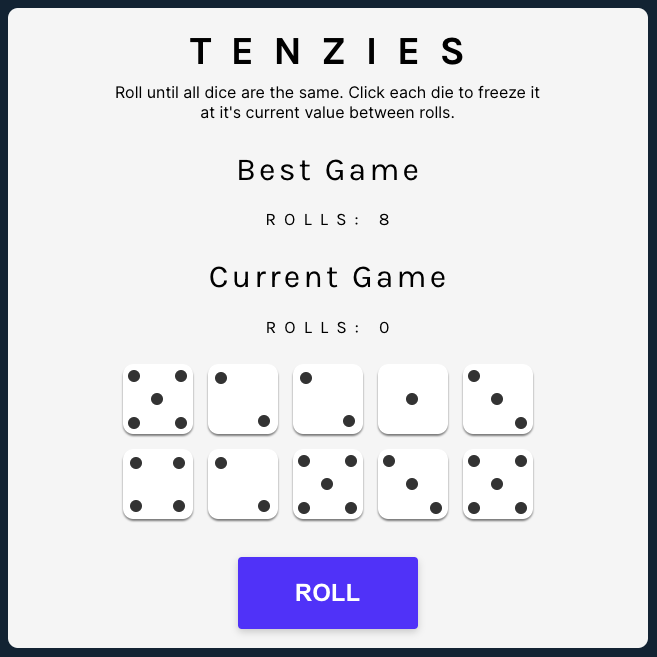 TENZIES
Roll until all dice are the same. Click each die to freeze it
at it's current value between rolls.
Best Game
ROLLS: 8
Current Game
ROLLS: 0
ROLL